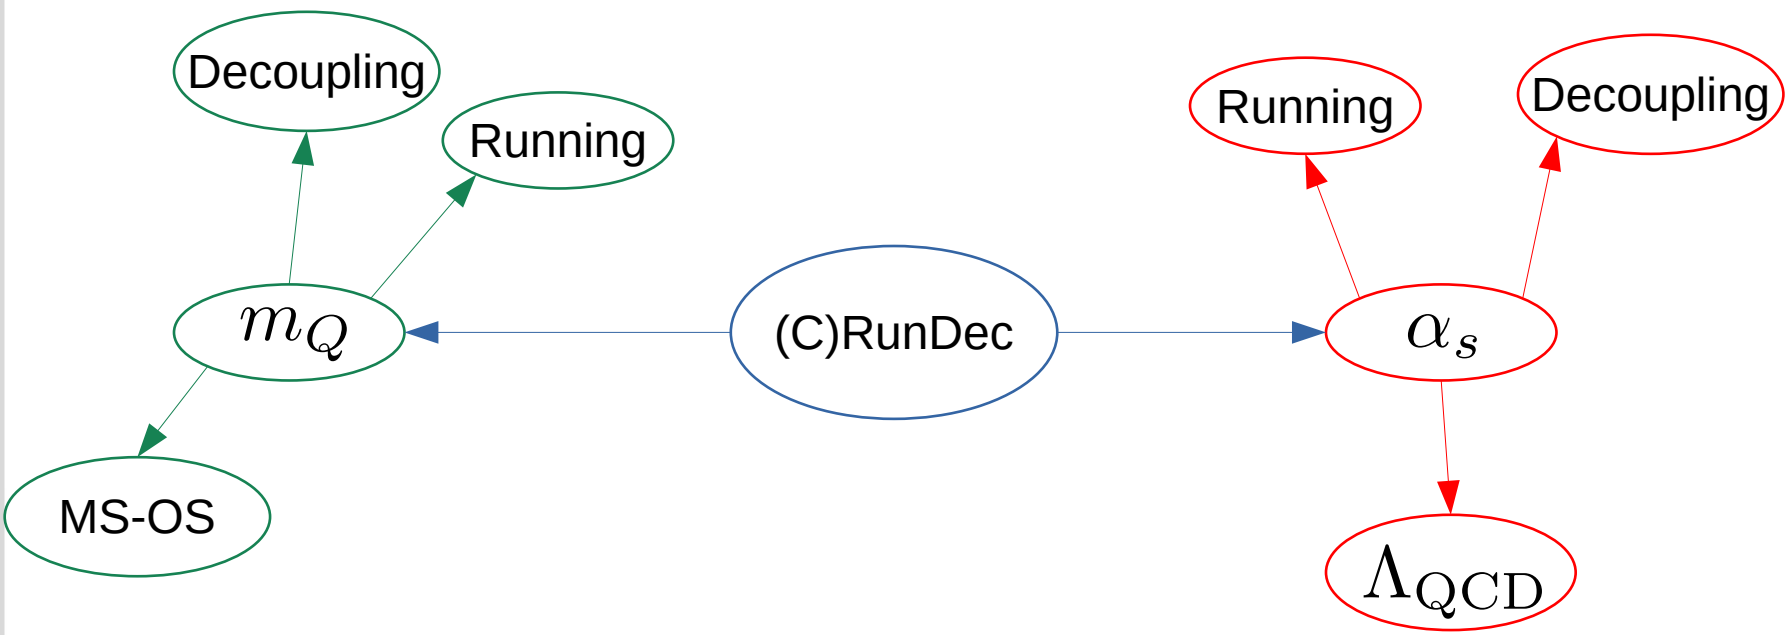 Decoupling
Running
Running
Decoupling
m_Q
(C)RunDec
α_s
MS-OS
Λ_QCD